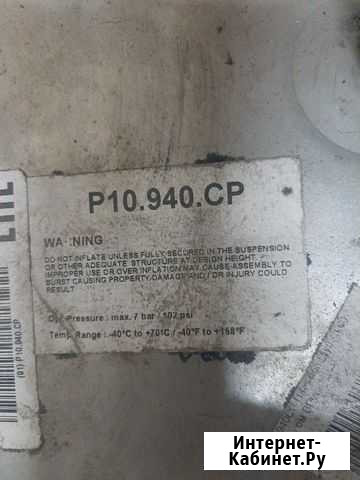 P10.940.CP
WA NING
DO NOT INFLATE UNLESS FULLY SECURED IN THE SUSPENSION
OR OTHER ADEQUATE STRUCTURE AT DESIGN HEIGHT.
IMPROPER USE OR OVER INFLATION MAY CAUSE ASSEMBLY TO
BURST CAUSING PROPERTY DAMAGE AND/OR INJURY COULD
RESULT
Pressure : max. 7 bar / 102 psi
Temp. Range : -40°C to +70°C / -40°F to +158°F
(91) P10.940.CP
Интернет-
Кабинет.Ру